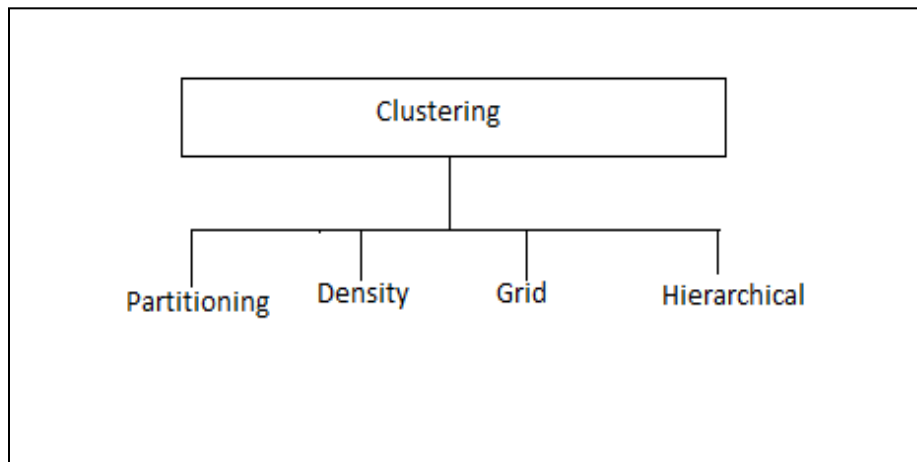 Clustering
Partitioning
Density
Grid
Hierarchical